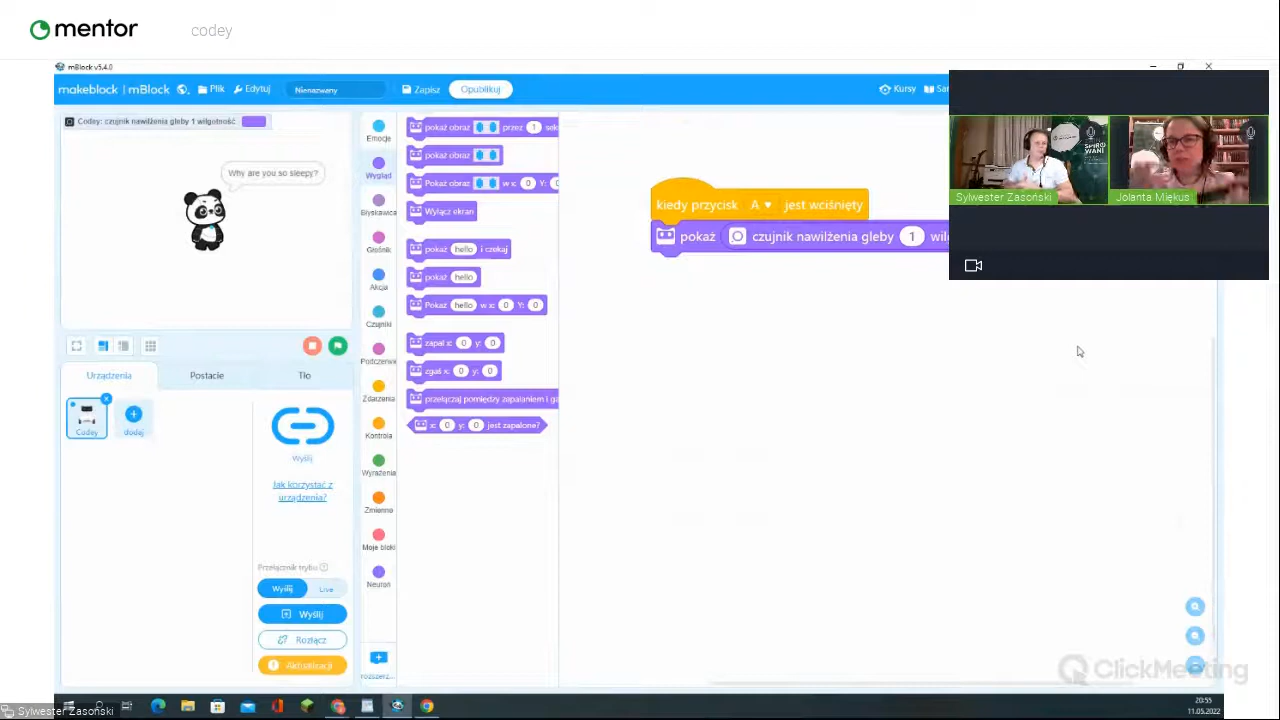 mentor codey
mBlock v5.4.0
makeblock | mBlock Plik Edytuj Nienazwany Zapisz Opublikuj Kursy
Codey: czujnik nawilżenia gleby 1 wilgotność
Why are you so sleepy?
Urządzenia Postacie Tło
Codey dodaj
Wyślij
Jak korzystać z
urządzenia?
Przełącznik trybu
Wyślij Live
Wyślij
Rozłącz
Aktualizacji
Emocje
Wygląd
Błyskawica
Głośnik
Akcja
Czujniki
Zdarzenia
Kontrola
Wyrażenia
Zmienne
Moje bloki
Neuron
rozszerz...
pokaż obraz przez 1 sek
pokaż obraz
Pokaż obraz w x: 0 Y: 0
Wyłącz ekran
pokaż hello i czekaj
pokaż hello
Pokaż hello w x: 0 Y: 0
zapal x: 0 y: 0
zgaś x: 0 y: 0
przełączaj pomiędzy zapalaniem i ga
x: 0 y: 0 jest zapalone?
kiedy przycisk A jest wciśnięty
pokaż czujnik nawilżenia gleby 1 wil
Sylwester Zasoński Jolanta Miękus
ClickMeeting
Sylwester Zasoński
20:55
11.05.2022